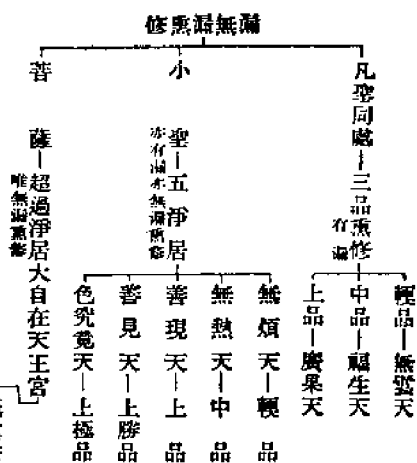 漏無漏熏修
凡聖同處—三品熏修
有漏
輭品—無雲天
中品—福生天
上品—廣果天
小聖—五淨居
亦有漏亦無漏熏修
無煩天—輭品
無熱天—中品
善現天—上品
善見天—上勝品
色究竟天—上極品
菩薩—超過淨居大自在天王宮
唯無漏熏修